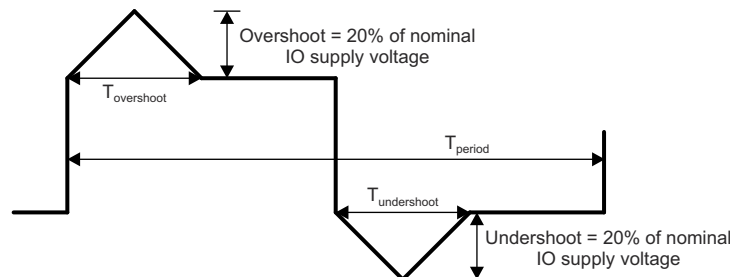 Overshoot = 20% of nominal
IO supply voltage
Tovershoot
Tperiod
Tundershoot
Undershoot = 20% of nominal
IO supply voltage